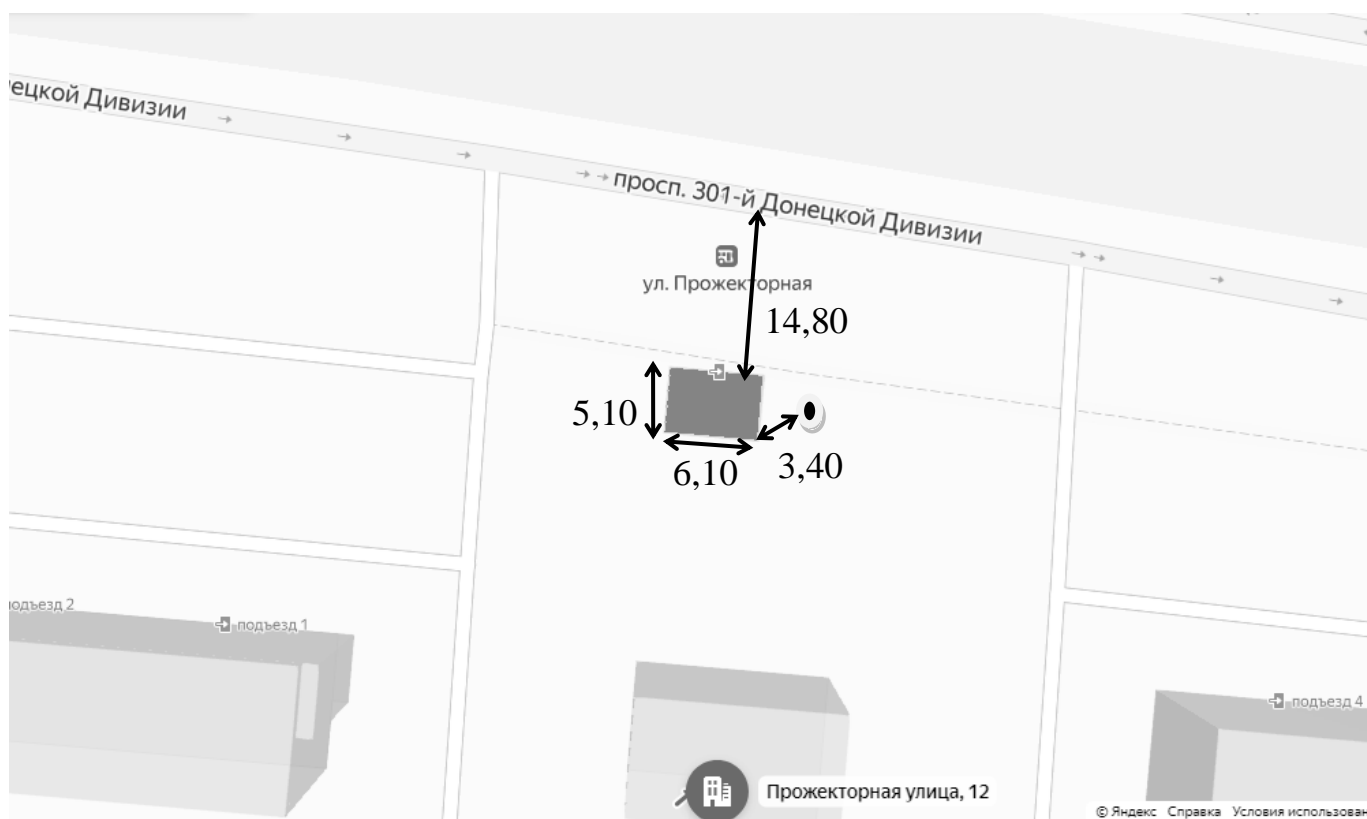 ецкой Дивизии
просп. 301-й Донецкой Дивизии
ул. Прожекторная
14,80
5,10
6,10
3,40
подъезд 2
подъезд 1
подъезд 4
Прожекторная улица, 12
© Яндекс Справка Условия использован